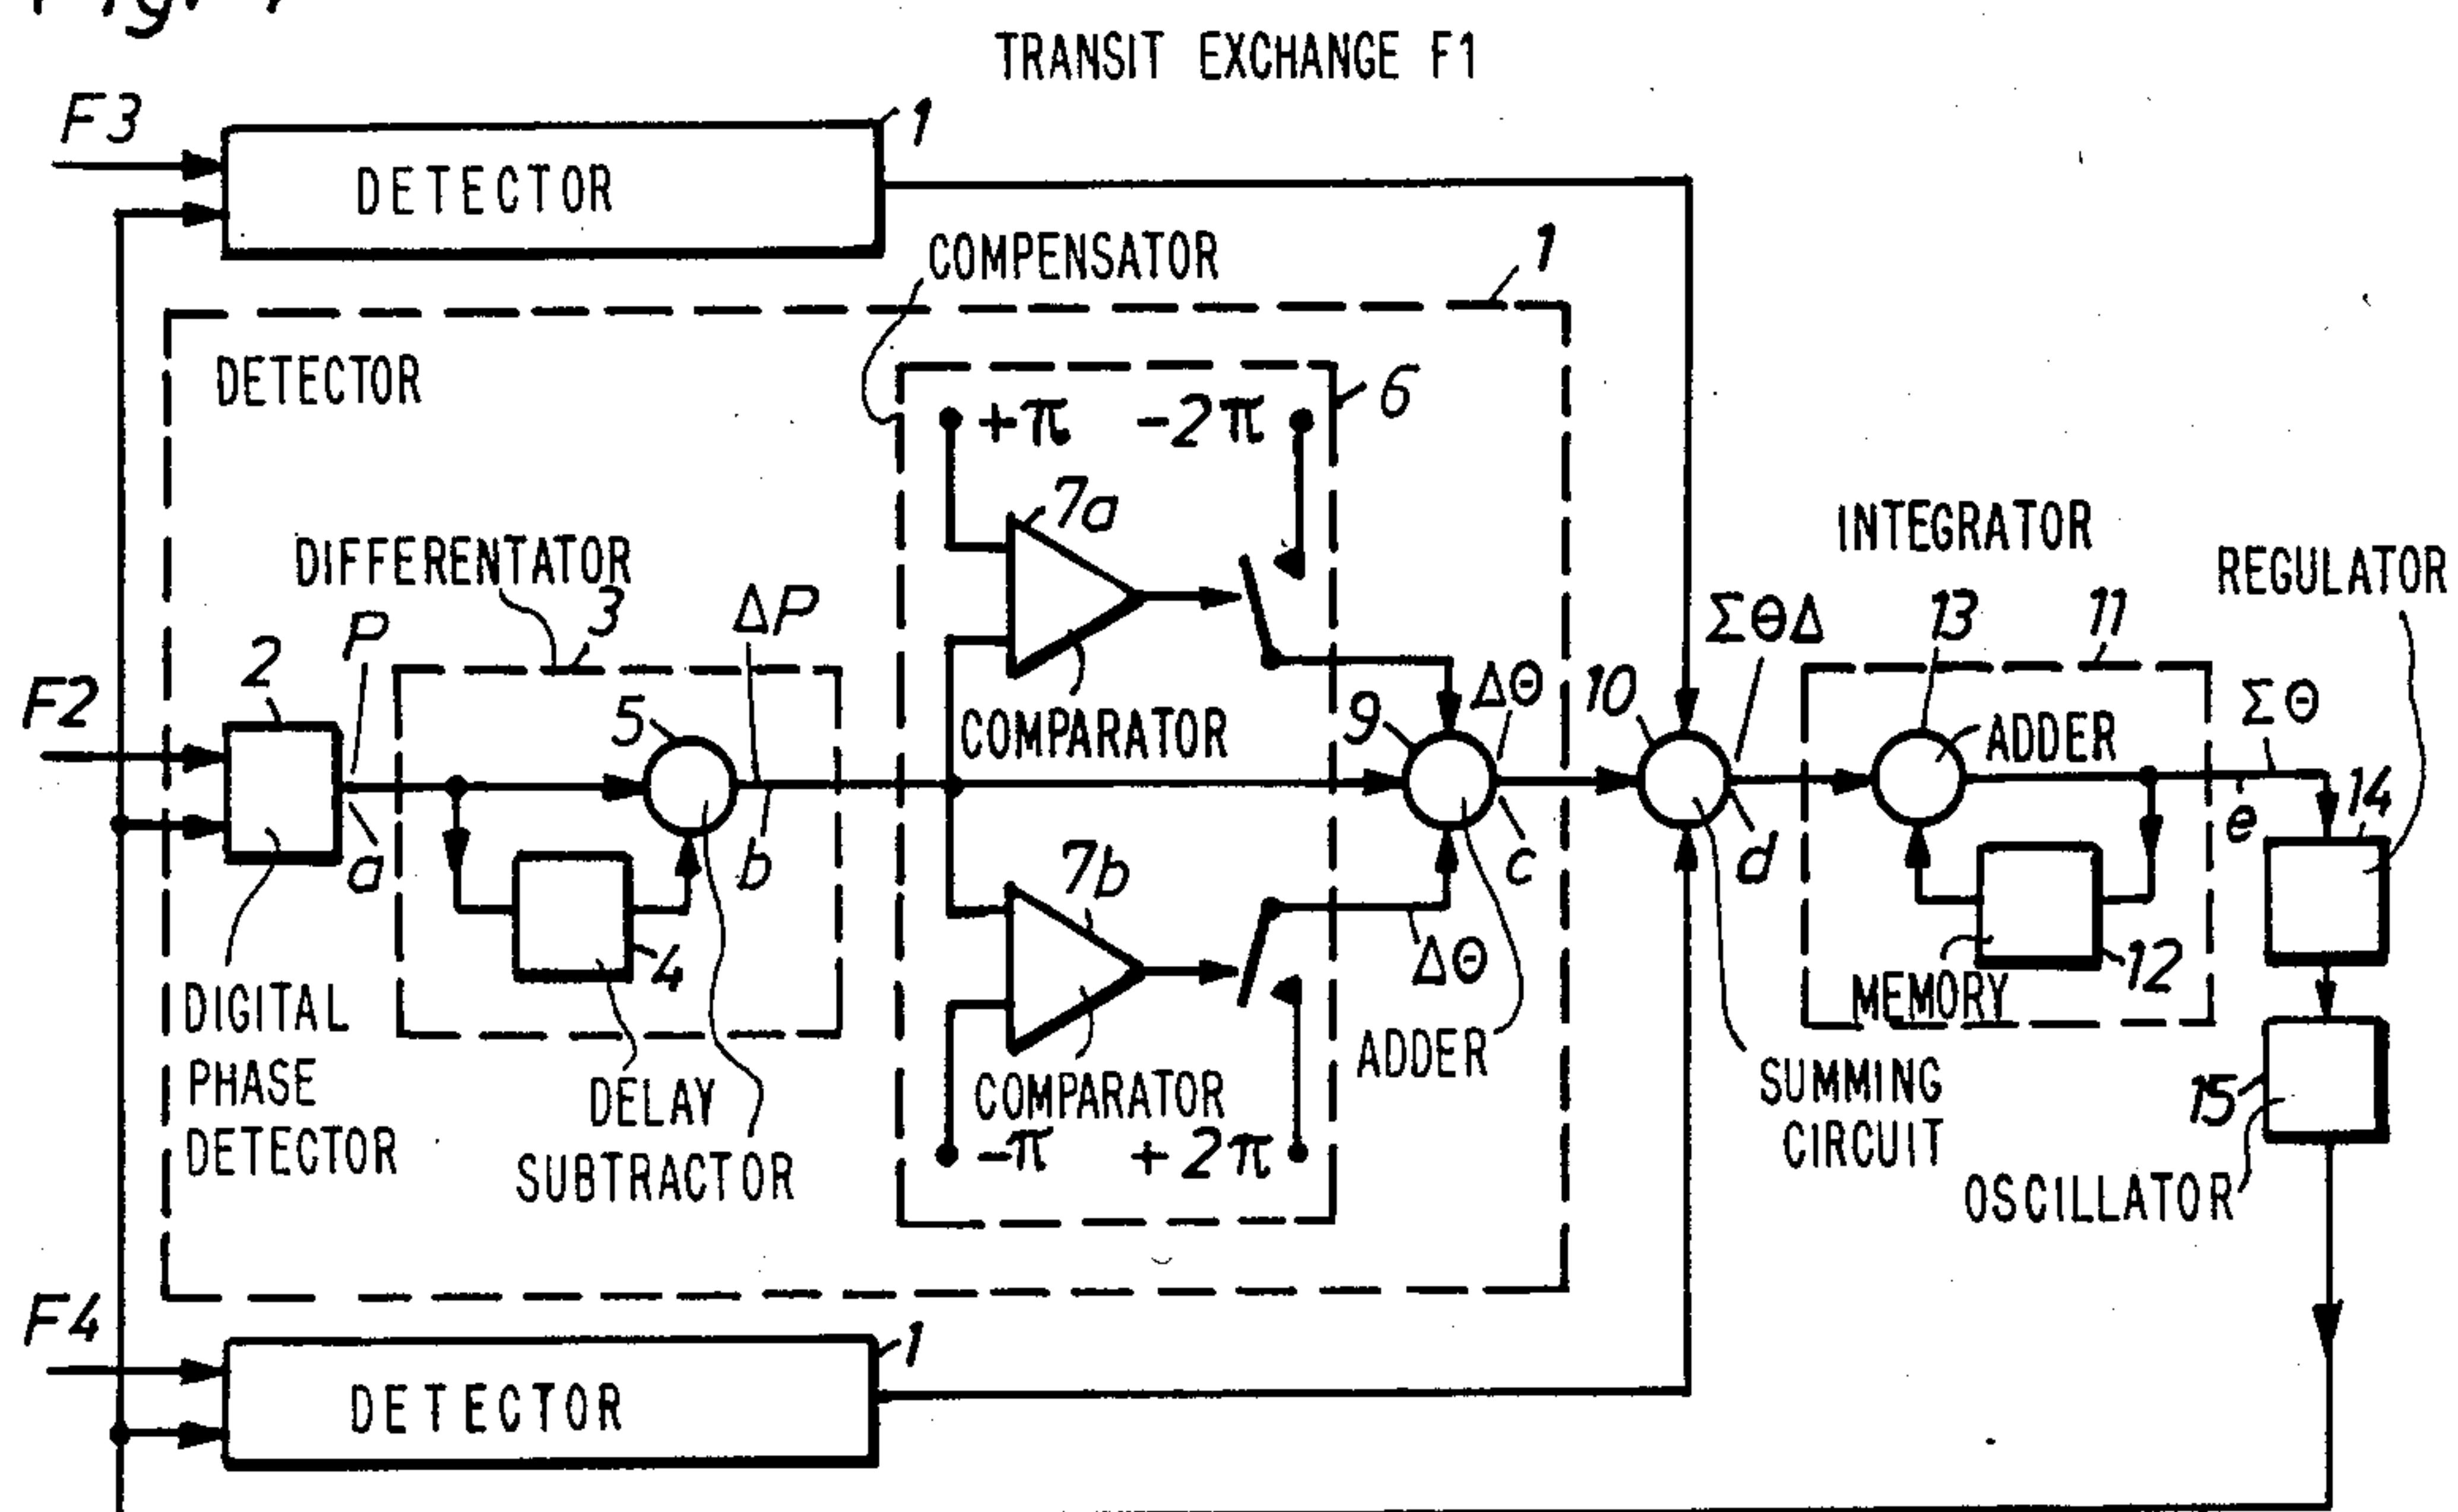 TRANSIT EXCHANGE F1
F3
1
DETECTOR
COMPENSATOR
1
DETECTOR
+π
-2π
6
7a
INTEGRATOR
REGULATOR
DIFFERENTATOR
3
ΔP
P
2
ΣΘΔ
13
11
F2
5
COMPARATOR
9
ΔΘ
10
ADDER
ΣΘ
14
a
b
7b
c
d
e
4
ΔΘ
12
MEMORY
DIGITAL
PHASE
DETECTOR
DELAY
SUBTRACTOR
COMPARATOR
-π
+2π
ADDER
SUMMING
CIRCUIT
15
OSCILLATOR
F4
1
DETECTOR